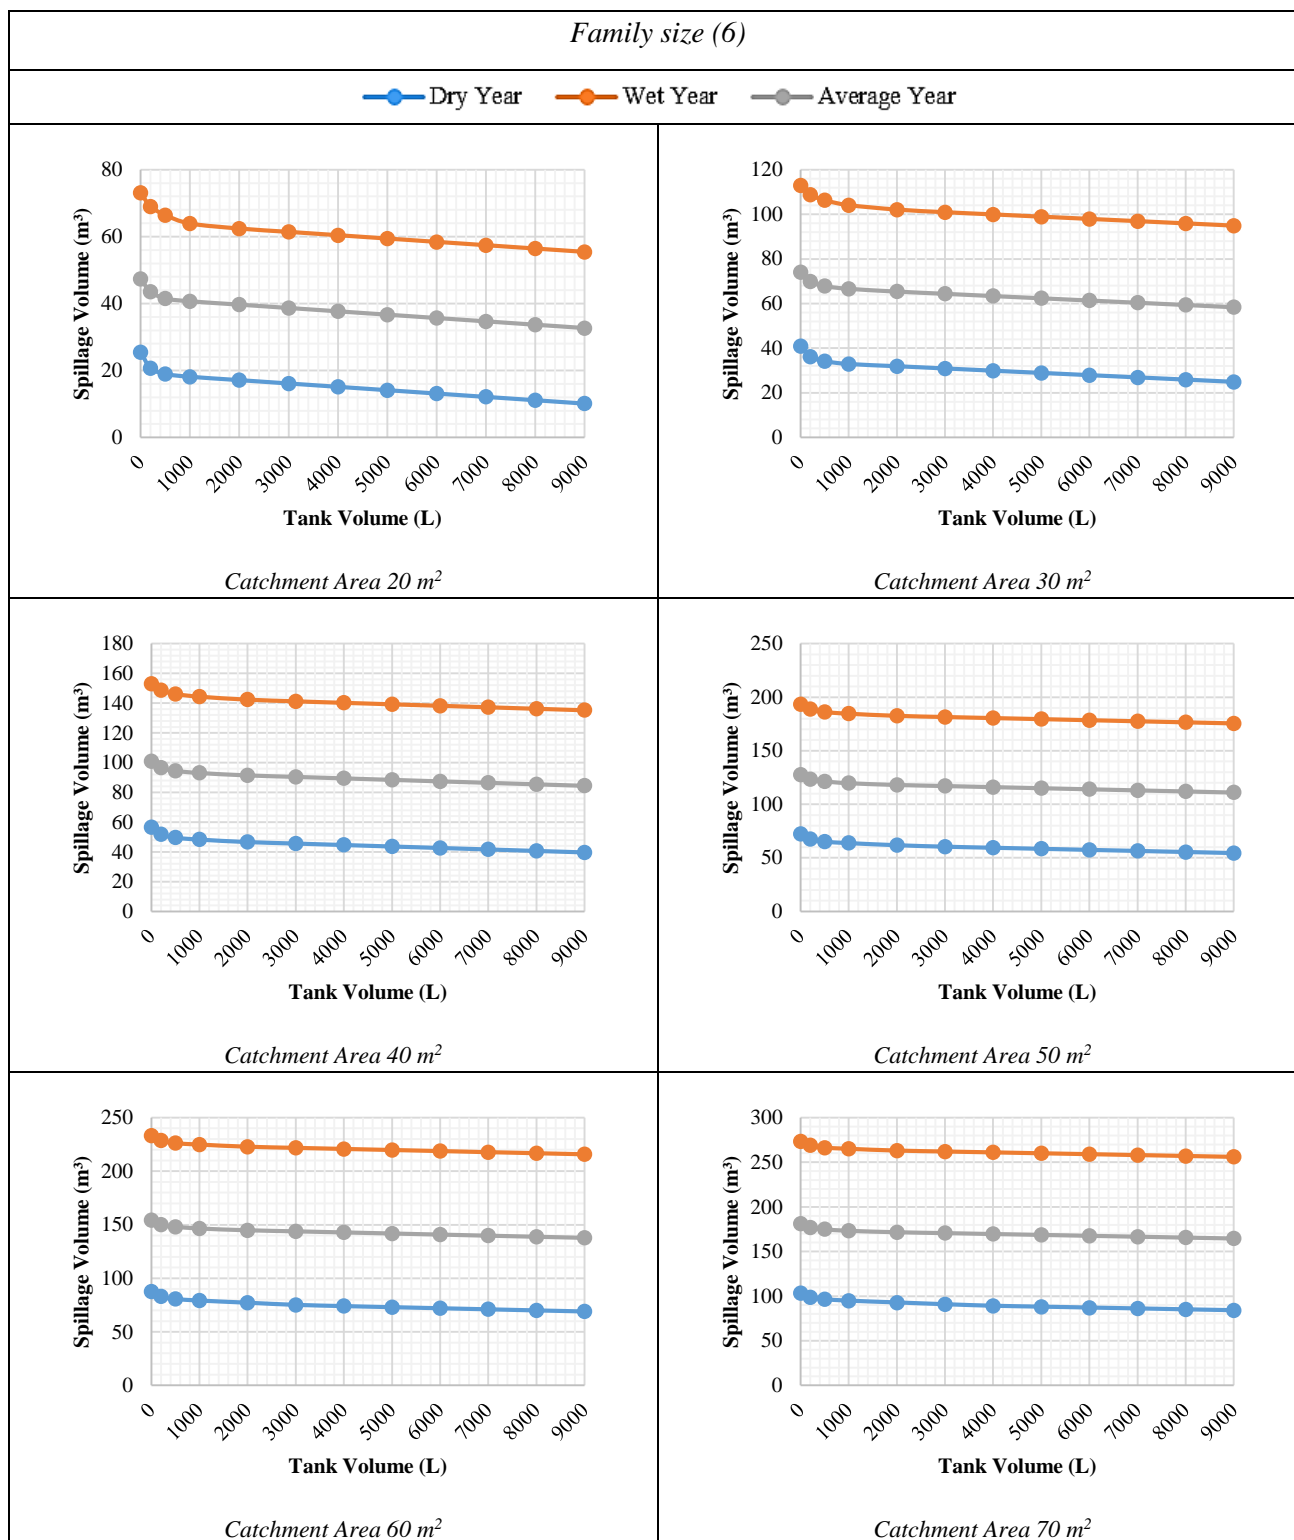 Family size (6)
Dry Year Wet Year Average Year
80
60
40
20
0
Spillage Volume (m³)
0 1000 2000 3000 4000 5000 6000 7000 8000 9000
Tank Volume (L)
Catchment Area 20 m²
120
100
80
60
40
20
0
Spillage Volume (m³)
0 1000 2000 3000 4000 5000 6000 7000 8000 9000
Tank Volume (L)
Catchment Area 30 m²
180
160
140
120
100
80
60
40
20
0
Spillage Volume (m³)
0 1000 2000 3000 4000 5000 6000 7000 8000 9000
Tank Volume (L)
Catchment Area 40 m²
250
200
150
100
50
0
Spillage Volume (m³)
0 1000 2000 3000 4000 5000 6000 7000 8000 9000
Tank Volume (L)
Catchment Area 50 m²
250
200
150
100
50
0
Spillage Volume (m³)
0 1000 2000 3000 4000 5000 6000 7000 8000 9000
Tank Volume (L)
Catchment Area 60 m²
300
250
200
150
100
50
0
Spillage Volume (m³)
0 1000 2000 3000 4000 5000 6000 7000 8000 9000
Tank Volume (L)
Catchment Area 70 m²